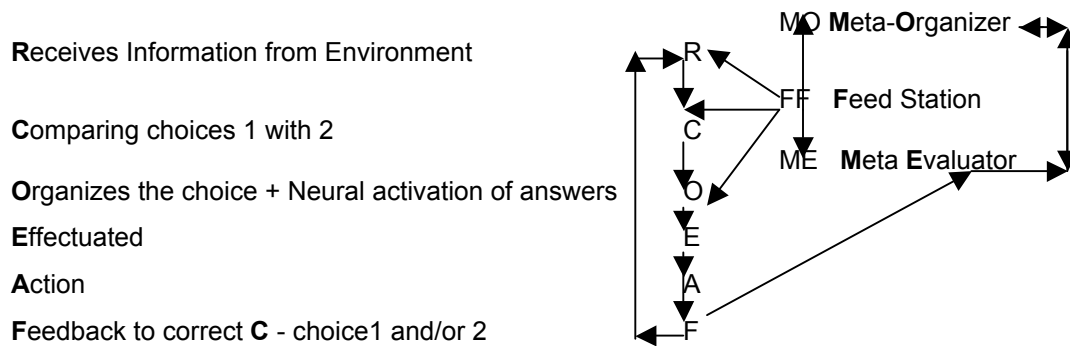 MO Meta-Organizer
Receives Information from Environment
R
FF Feed Station
Comparing choices 1 with 2
C
ME Meta Evaluator
Organizes the choice + Neural activation of answers
O
Effectuated
E
Action
A
Feedback to correct C - choice1 and/or 2
F